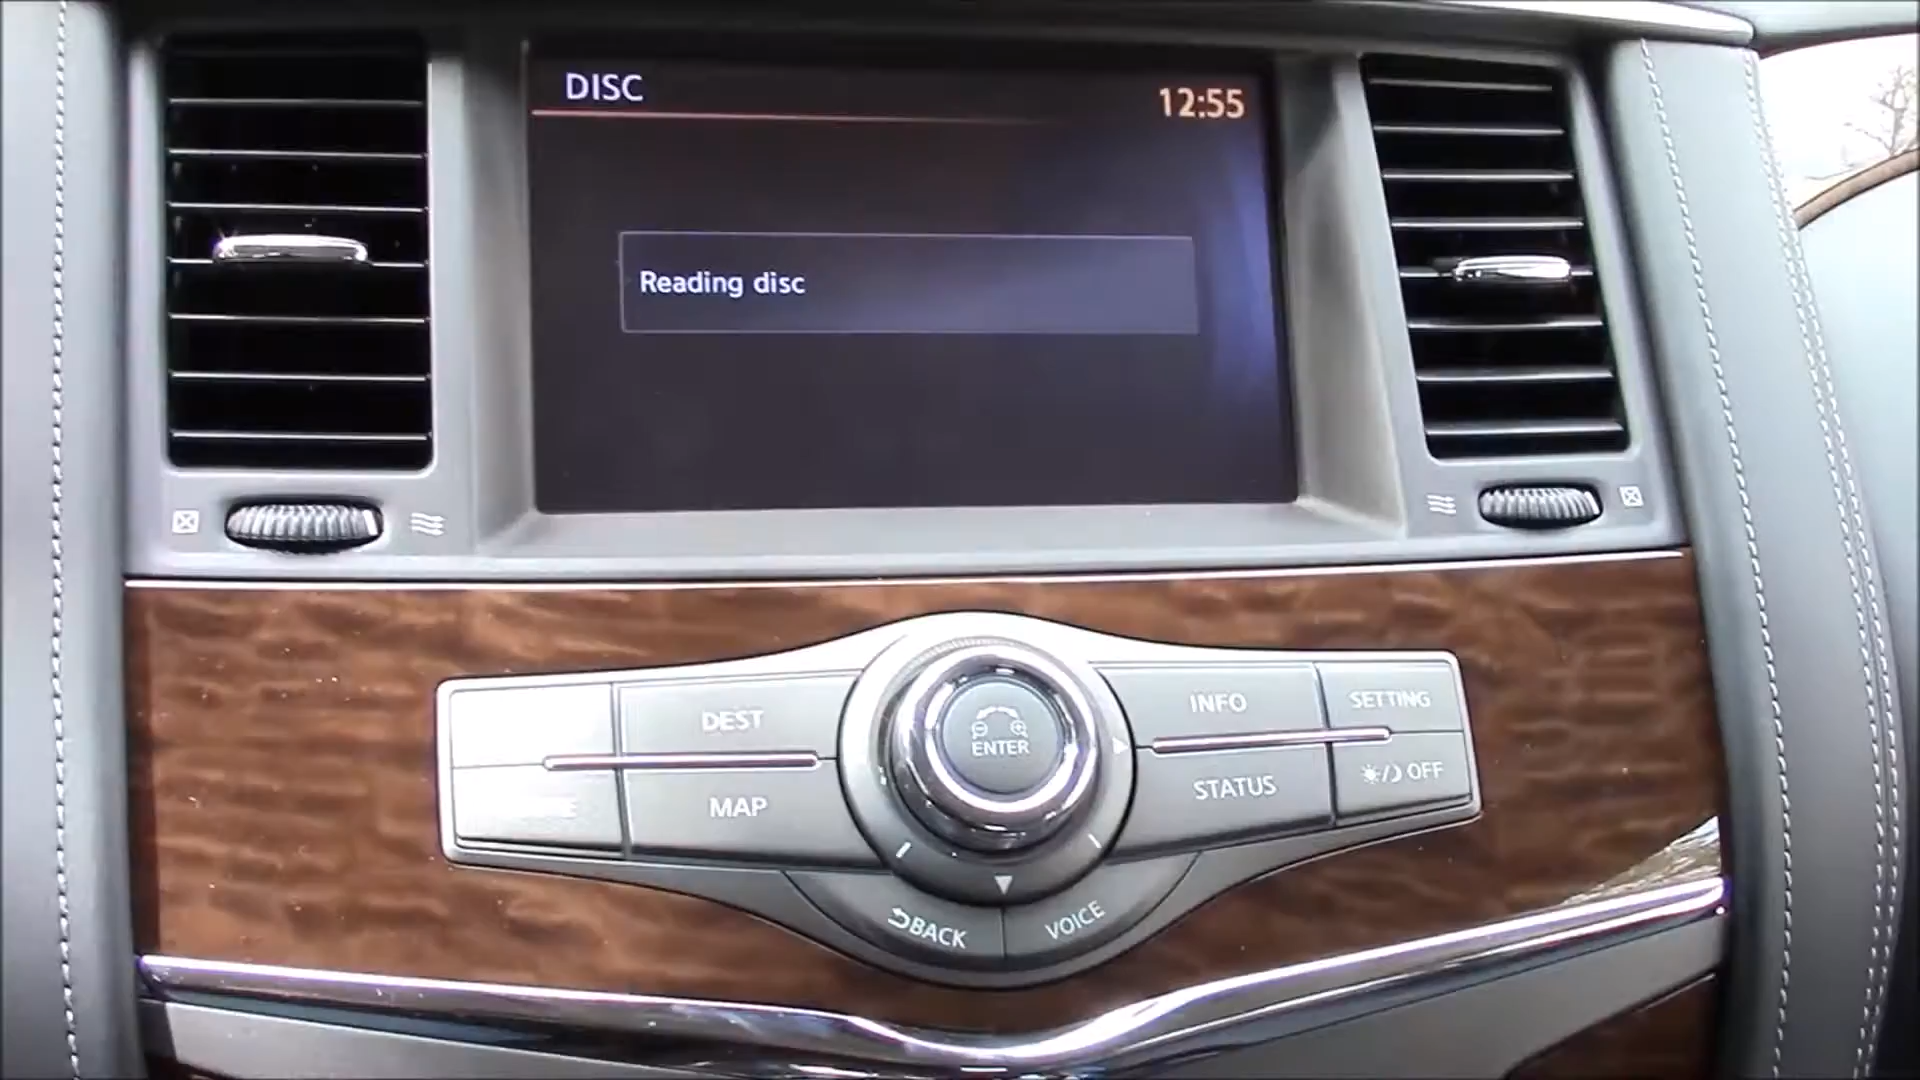 DISC
12:55
Reading disc
DEST
MAP
ENTER
INFO
SETTING
STATUS
OFF
BACK
VOICE